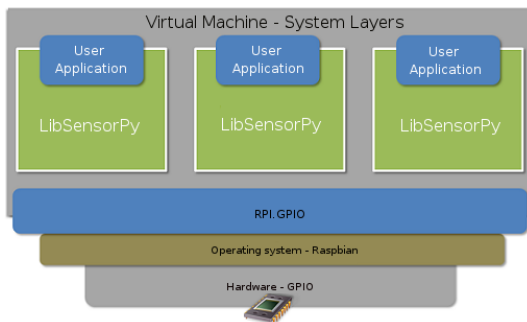 Virtual Machine - System Layers
User
Application
User
Application
User
Application
LibSensorPy
LibSensorPy
LibSensorPy
RPI.GPIO
Operating system - Raspbian
Hardware - GPIO